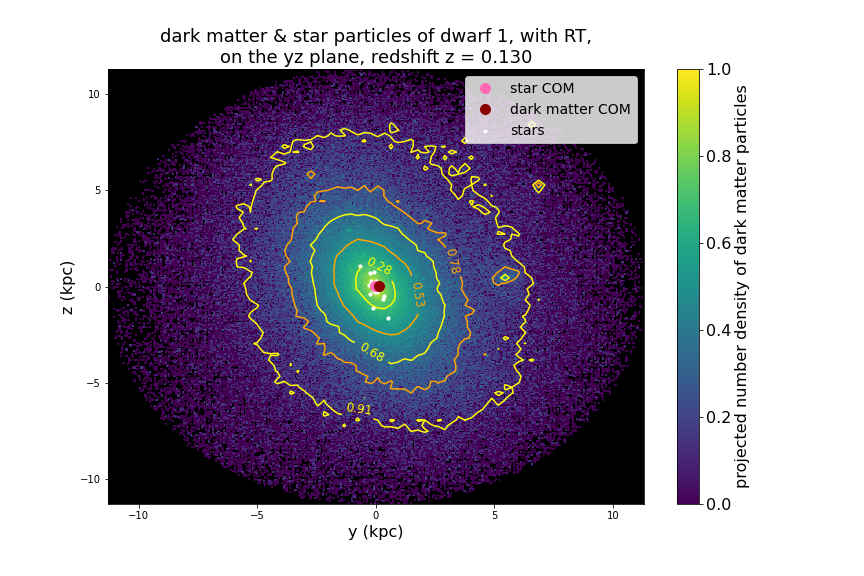 dark matter & star particles of dwarf 1, with RT,
on the yz plane, redshift z = 0.130
star COM
dark matter COM
stars
10
5
0
−5
−10
z (kpc)
−10
−5
0
5
10
y (kpc)
0.28
0.53
0.78
0.68
0.91
1.0
0.8
0.6
0.4
0.2
0.0
projected number density of dark matter particles